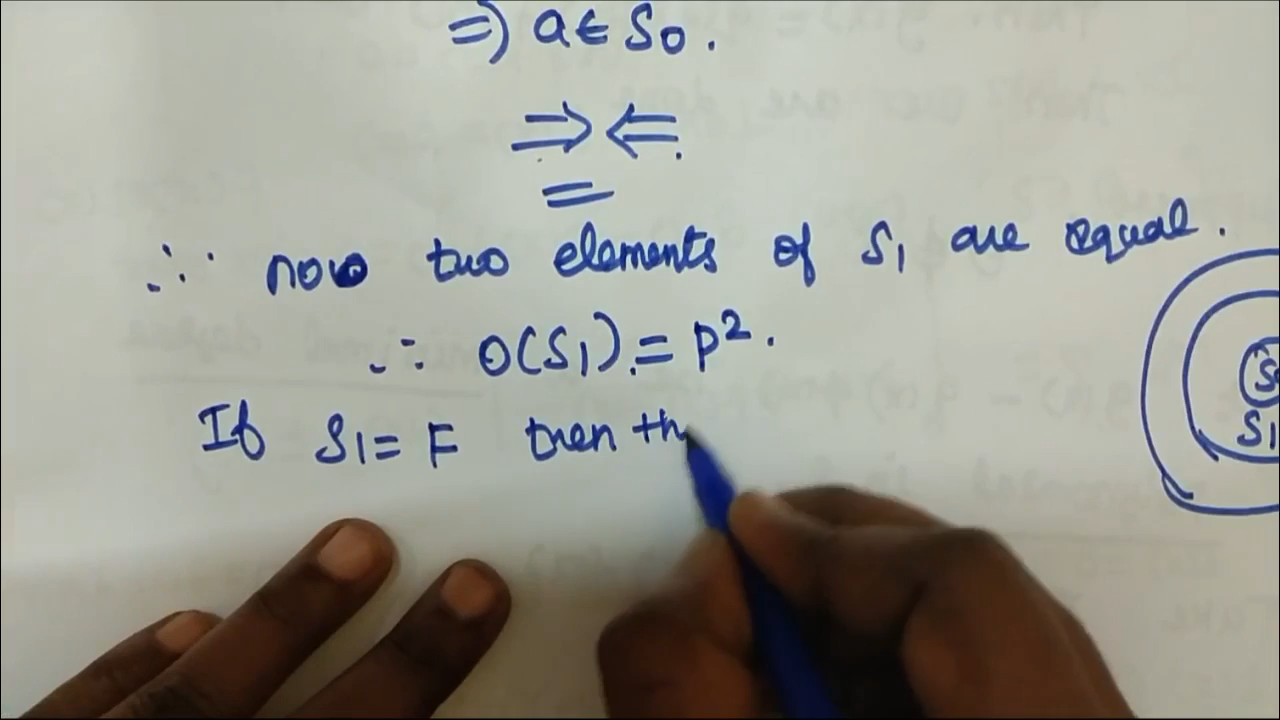 ⇒ a ∈ S₀.
⇒⇐.
∴ now two elements of S₁ are equal.
∴ O(S₁) = p².
If S₁ = F then th
S
S₁